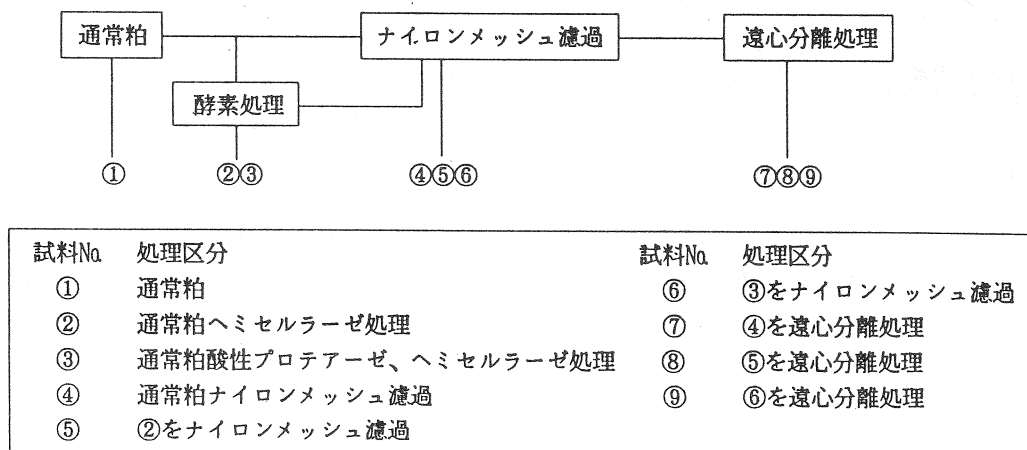 通常粕 ナイロンメッシュ濾過 遠心分離処理
酵素処理
① ②③ ④⑤⑥ ⑦⑧⑨
試料No. 処理区分
① 通常粕
② 通常粕ヘミセルラーゼ処理
③ 通常粕酸性プロテアーゼ、ヘミセルラーゼ処理
④ 通常粕ナイロンメッシュ濾過
⑤ ②をナイロンメッシュ濾過
試料No. 処理区分
⑥ ③をナイロンメッシュ濾過
⑦ ④を遠心分離処理
⑧ ⑤を遠心分離処理
⑨ ⑥を遠心分離処理